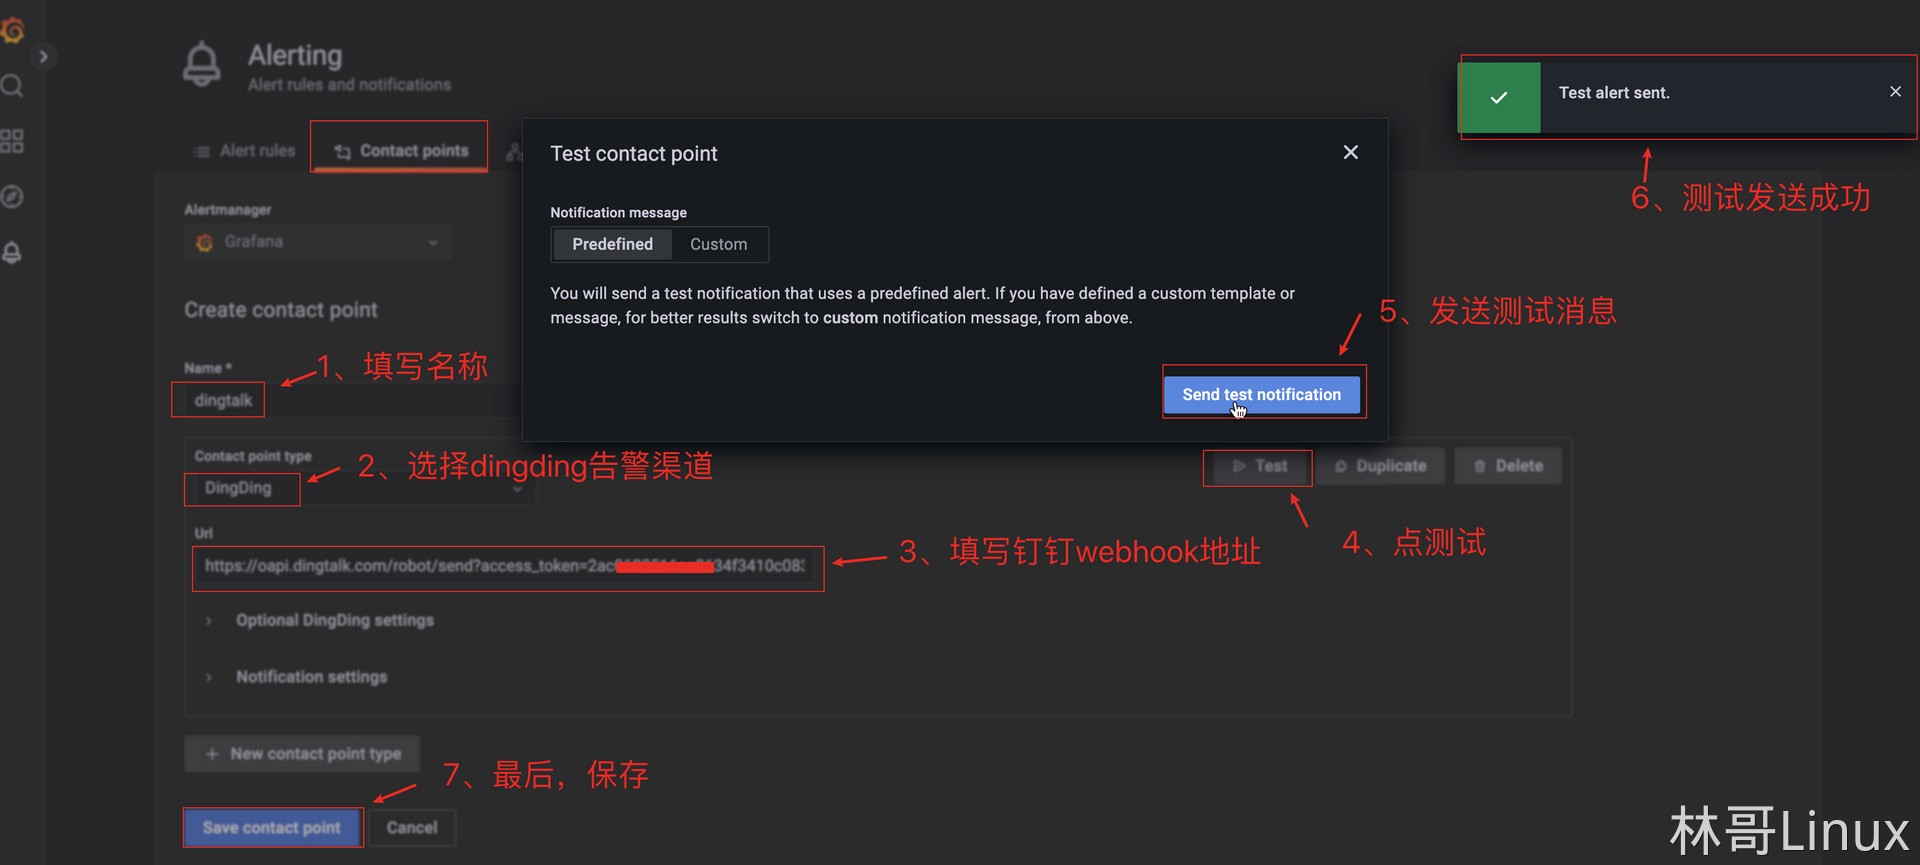 Alerting
Alert rules and notifications
Test alert sent.
6、测试发送成功
Alert rules
Contact points
Test contact point
Notification message
Predefined
Custom
You will send a test notification that uses a predefined alert. If you have defined a custom template or
message, for better results switch to custom notification message, from above.
5、发送测试消息
Send test notification
Alertmanager
Grafana
Create contact point
1、填写名称
Name *
dingtalk
Contact point type
2、选择dingding告警渠道
DingDing
Test
Duplicate
Delete
4、点测试
Url
https://oapi.dingtalk.com/robot/send?access_token=2ac
34f3410c083
3、填写钉钉webhook地址
Optional DingDing settings
Notification settings
New contact point type
7、最后，保存
Save contact point
Cancel
林哥Linux